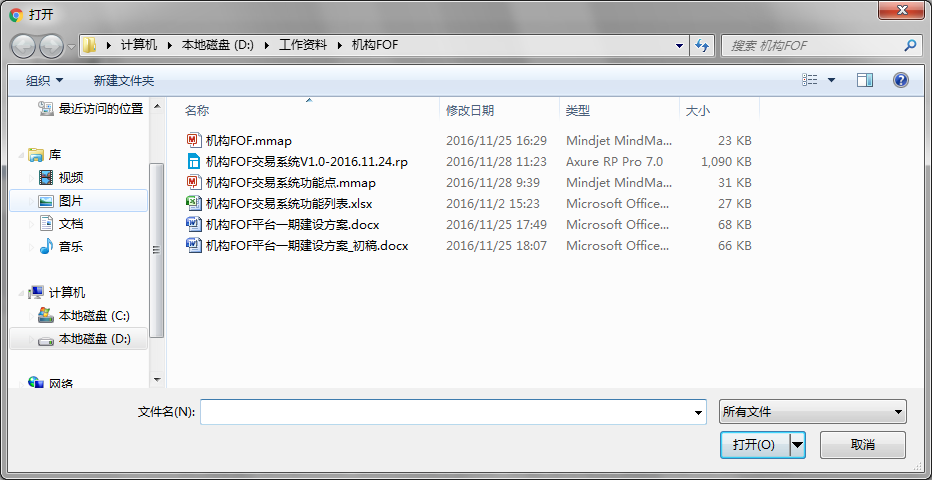 打开
计算机 本地磁盘 (D:) 工作资料 机构FOF 搜索 机构FOF
组织 新建文件夹
最近访问的位置
库
视频
图片
文档
音乐
计算机
本地磁盘 (C:)
本地磁盘 (D:)
网络
名称 修改日期 类型 大小
机构FOF.mmap 2016/11/25 16:29 Mindjet MindMa... 23 KB
机构FOF交易系统V1.0-2016.11.24.rp 2016/11/28 11:23 Axure RP Pro 7.0 1,090 KB
机构FOF交易系统功能点.mmap 2016/11/28 9:39 Mindjet MindMa... 31 KB
机构FOF交易系统功能列表.xlsx 2016/11/2 15:23 Microsoft Office... 27 KB
机构FOF平台一期建设方案.docx 2016/11/25 17:49 Microsoft Office... 68 KB
机构FOF平台一期建设方案_初稿.docx 2016/11/25 18:07 Microsoft Office... 66 KB
文件名(N): 所有文件
打开(O) 取消